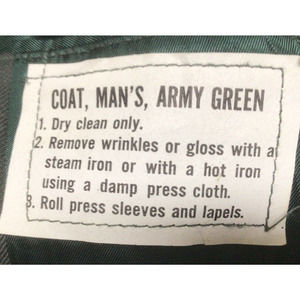 COAT, MAN'S, ARMY GREEN
1. Dry clean only.
2. Remove wrinkles or gloss with a
steam iron or with a hot iron
using a damp press cloth.
3. Roll press sleeves and lapels.